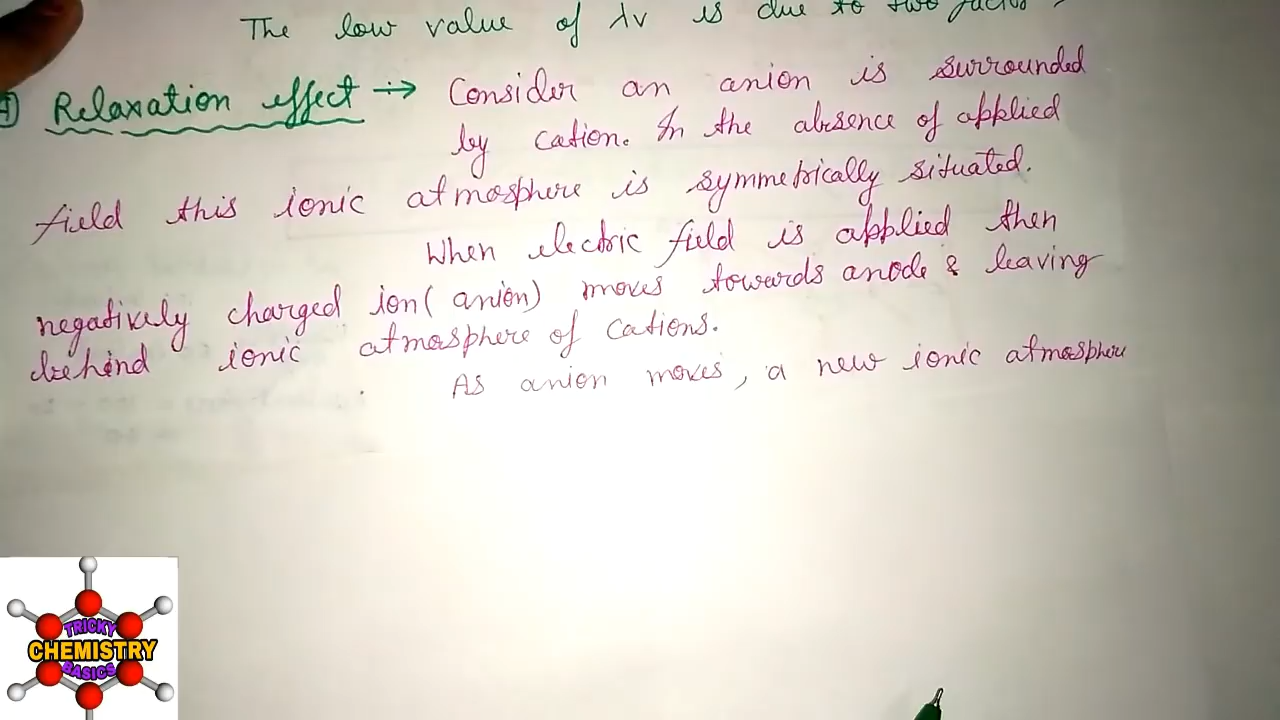 The low value of λv is due to two factors
Relaxation effect → Consider an anion is surrounded
by cation. In the absence of applied
field this ionic atmosphere is symmetrically situated.
When electric field is applied then
negatively charged ion (anion) moves towards anode & leaving
behind ionic atmosphere of cations.
As anion moves, a new ionic atmosphere
TRICKY
CHEMISTRY
BASICS